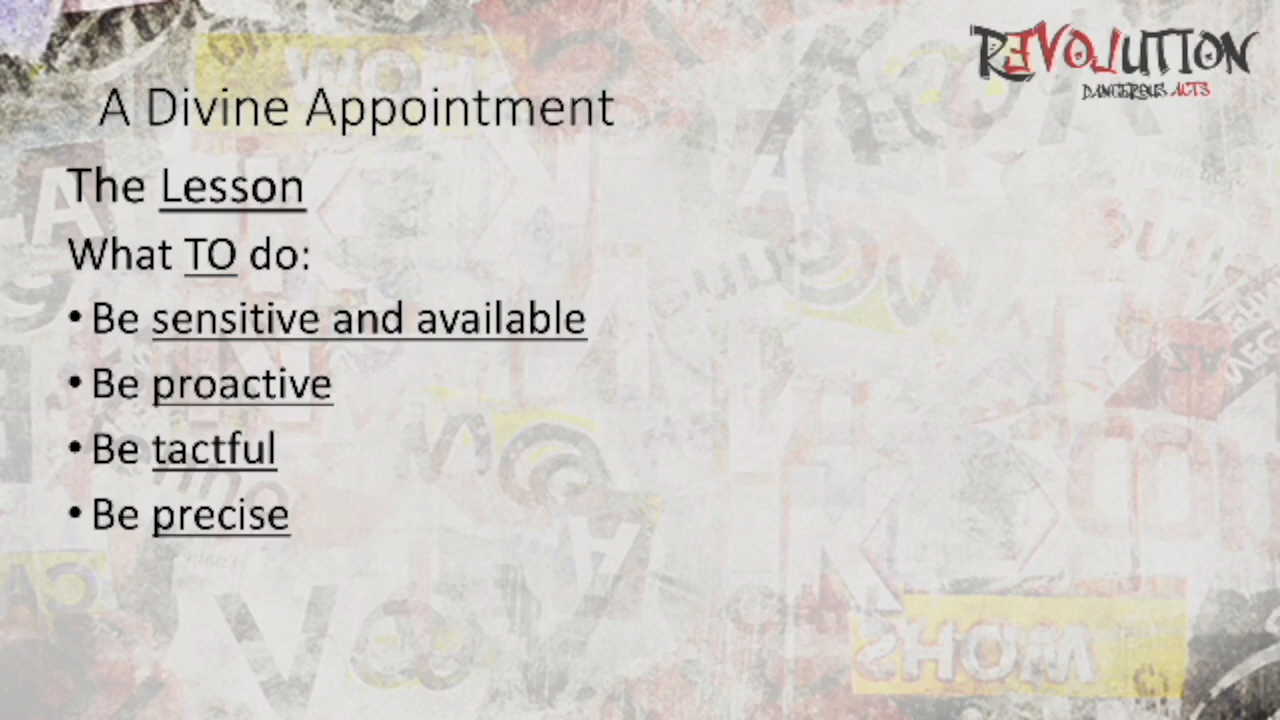 REVOLUTION
DANGEROUS ACTS
A Divine Appointment
The Lesson
What TO do:
• Be sensitive and available
• Be proactive
• Be tactful
• Be precise
SHOW